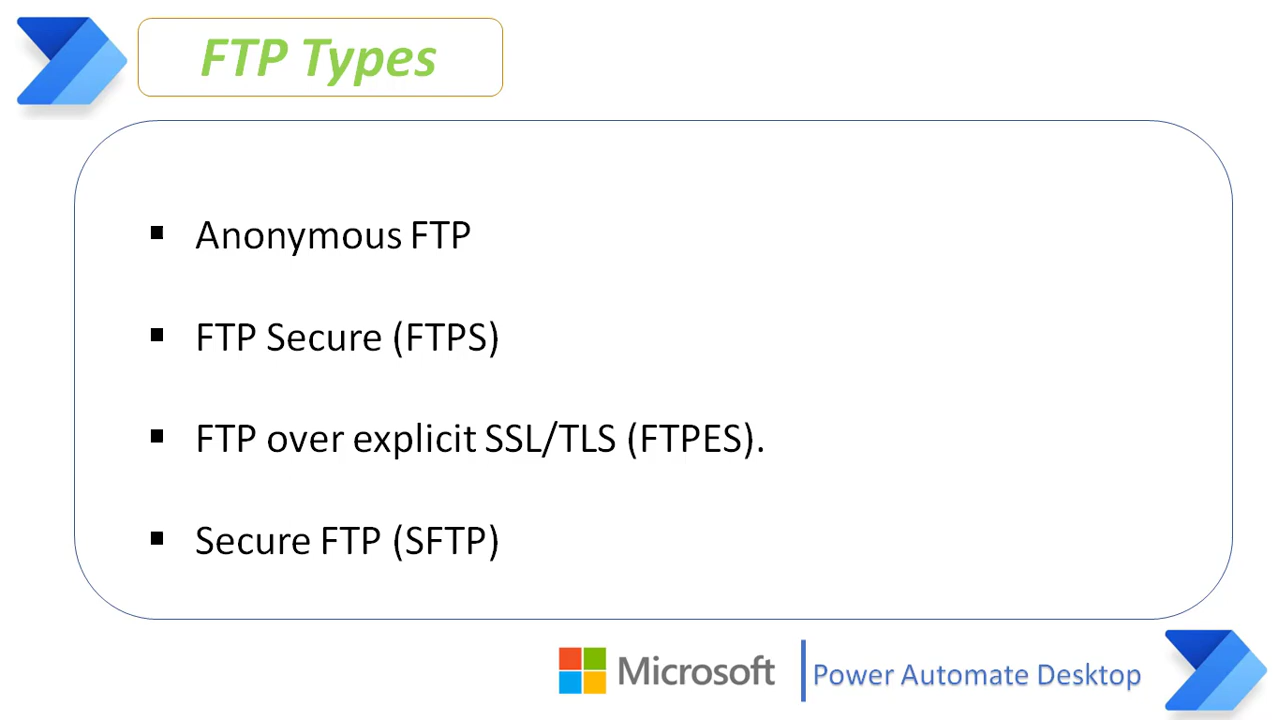 FTP Types
▪ Anonymous FTP
▪ FTP Secure (FTPS)
▪ FTP over explicit SSL/TLS (FTPES).
▪ Secure FTP (SFTP)
Microsoft | Power Automate Desktop